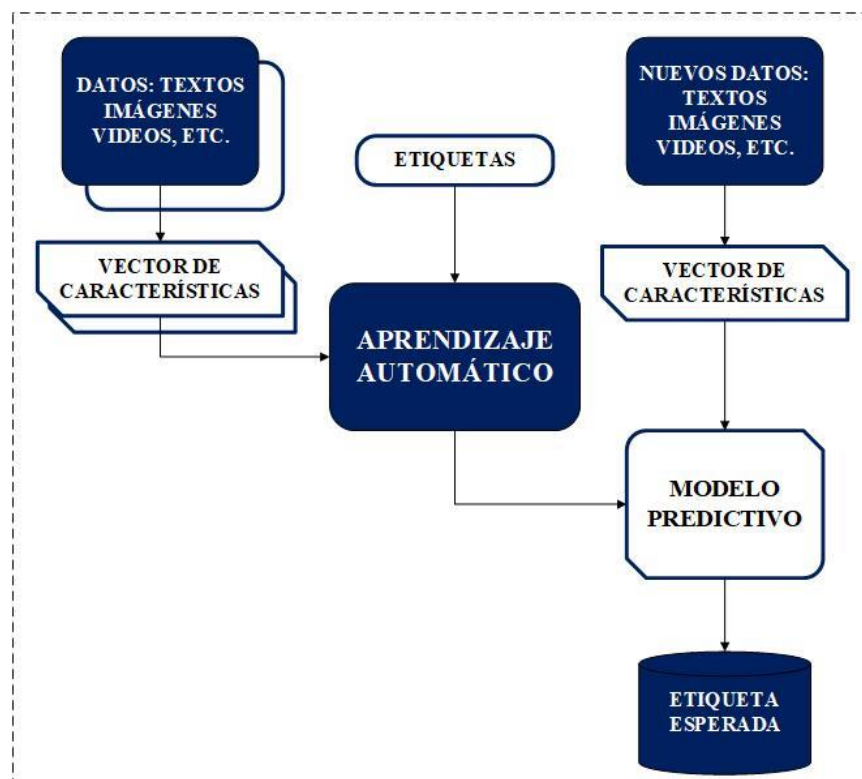 DATOS: TEXTOS
IMÁGENES
VIDEOS, ETC.
VECTOR DE
CARACTERÍSTICAS
ETIQUETAS
APRENDIZAJE
AUTOMÁTICO
NUEVOS DATOS:
TEXTOS
IMÁGENES
VIDEOS, ETC.
VECTOR DE
CARACTERÍSTICAS
MODELO
PREDICTIVO
ETIQUETA
ESPERADA